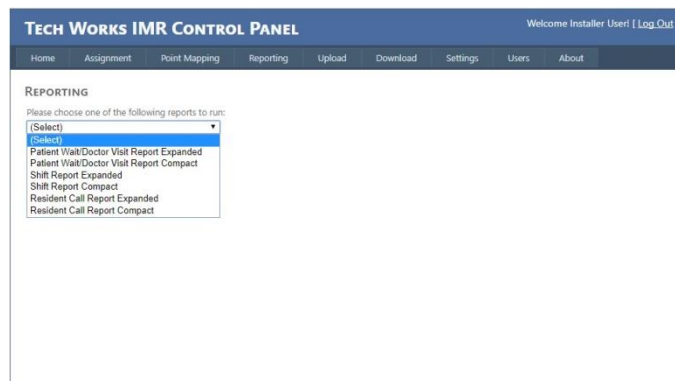 TECH WORKS IMR CONTROL PANEL
Welcome Installer User! [ Log Out
Home Assignment Point Mapping Reporting Upload Download Settings Users About
REPORTING
Please choose one of the following reports to run:
(Select)
(Select)
Patient Wait/Doctor Visit Report Expanded
Patient Wait/Doctor Visit Report Compact
Shift Report Expanded
Shift Report Compact
Resident Call Report Expanded
Resident Call Report Compact